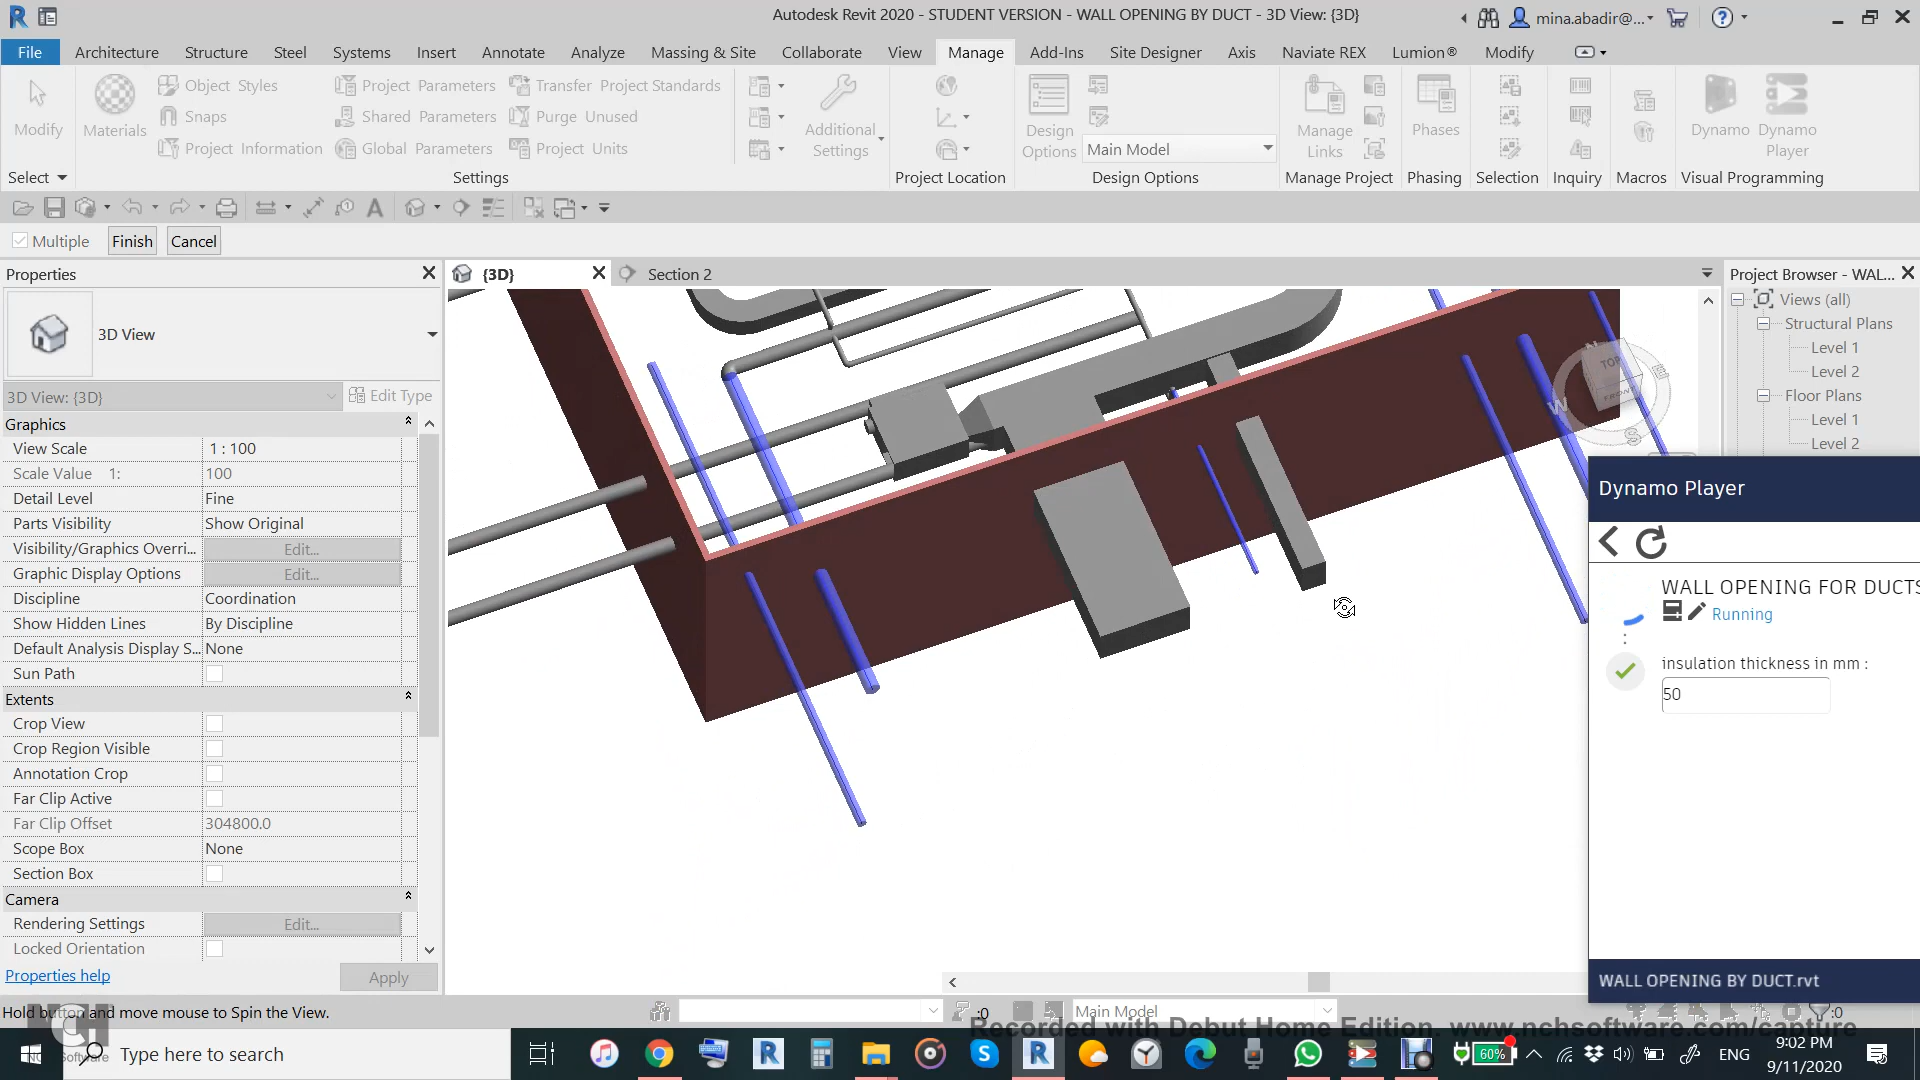 Autodesk Revit 2020 - STUDENT VERSION - WALL OPENING BY DUCT - 3D View: {3D}
mina.abadir@...
File Architecture Structure Steel Systems Insert Annotate Analyze Massing & Site Collaborate View Manage Add-Ins Site Designer Axis Naviate REX Lumion® Modify
Modify
Materials
Object Styles
Snaps
Project Information
Project Parameters
Shared Parameters
Global Parameters
Transfer Project Standards
Purge Unused
Project Units
Additional Settings
Design Options
Main Model
Manage Links
Phases
Dynamo
Dynamo Player
Select Settings Project Location Design Options Manage Project Phasing Selection Inquiry Macros Visual Programming
Multiple Finish Cancel
Properties
{3D}
Section 2
Project Browser - WAL...
3D View
3D View: {3D}
Edit Type
Graphics
View Scale 1 : 100
Scale Value 1: 100
Detail Level Fine
Parts Visibility Show Original
Visibility/Graphics Overri... Edit...
Graphic Display Options Edit...
Discipline Coordination
Show Hidden Lines By Discipline
Default Analysis Display S... None
Sun Path
Extents
Crop View
Crop Region Visible
Annotation Crop
Far Clip Active
Far Clip Offset 304800.0
Scope Box None
Section Box
Camera
Rendering Settings Edit...
Locked Orientation
Properties help
Apply
TOP
FRONT
N
E
W
S
Views (all)
Structural Plans
Level 1
Level 2
Floor Plans
Level 1
Level 2
Dynamo Player
WALL OPENING FOR DUCTS
Running
insulation thickness in mm :
50
WALL OPENING BY DUCT.rvt
Hold button and move mouse to Spin the View.
:0
Main Model
:0
Recorded with Debut Home Edition. www.nchsoftware.com/capture
NCH
Software
Type here to search
60%
ENG
9:02 PM
9/11/2020